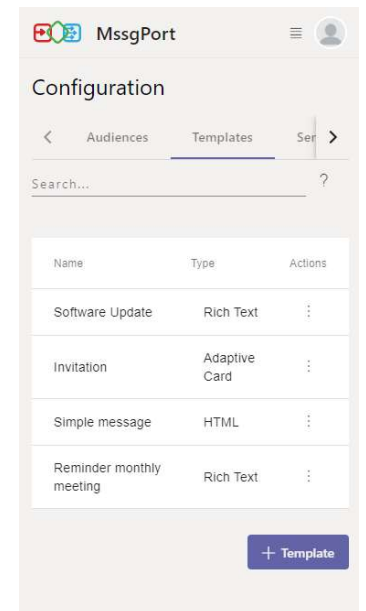 MssgPort
Configuration
Audiences Templates Ser
Search... ?
Name Type Actions
Software Update Rich Text
Invitation Adaptive
Card
Simple message HTML
Reminder monthly
meeting Rich Text
+ Template